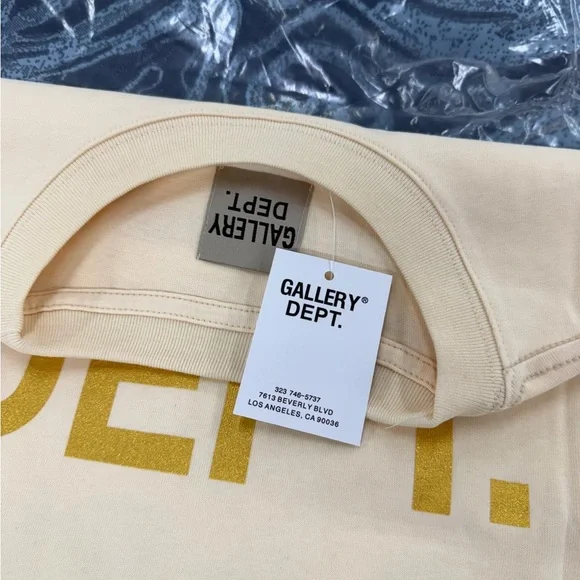 GALLERY
DEPT.
GALLERY®
DEPT.
323 746-5737
7613 BEVERLY BLVD
LOS ANGELES, CA 90036
DEPT.